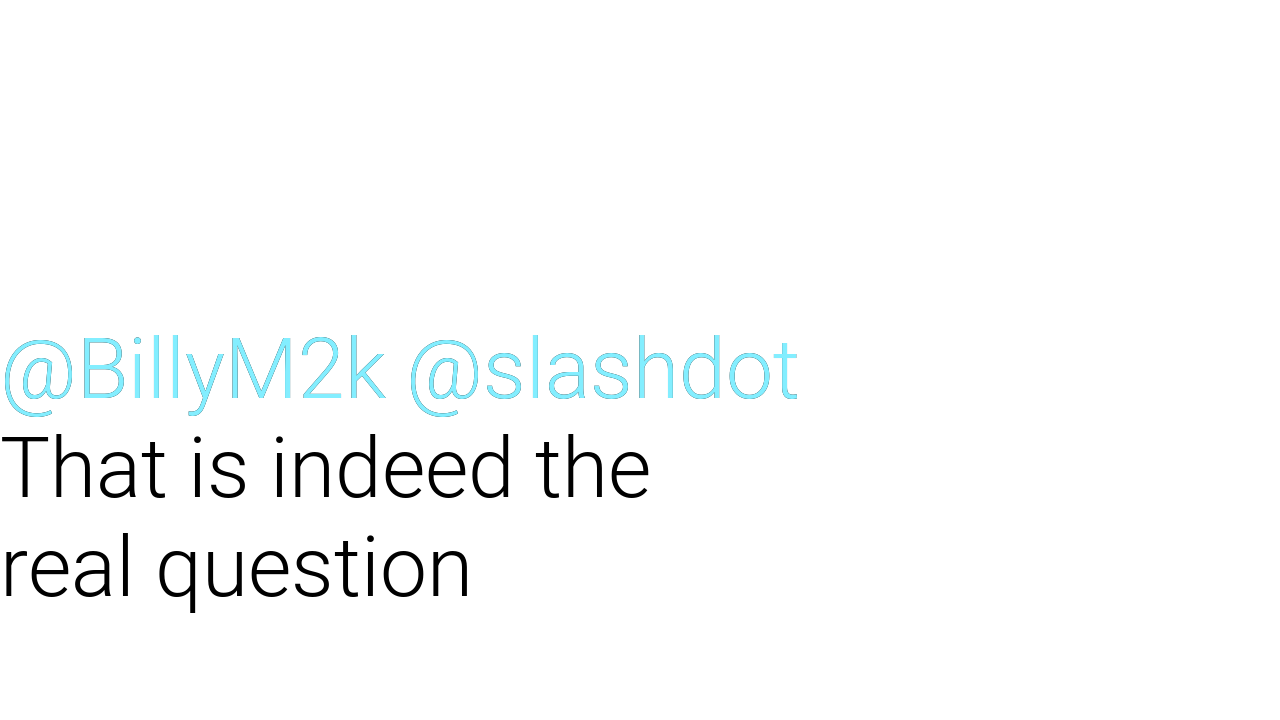 @BillyM2k @slashdot
That is indeed the
real question